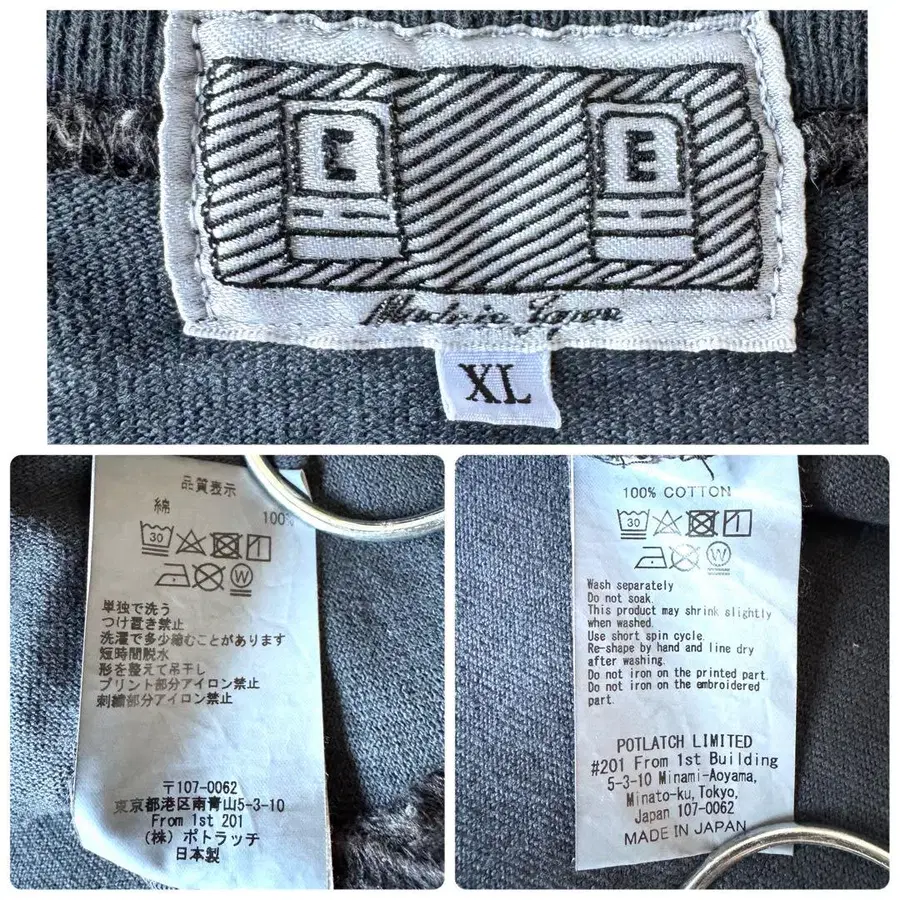 C E
Made in Japan
XL
品質表示
綿 100%
30
単独で洗う
つけ置き禁止
洗濯で多少縮むことがあります
短時間脱水
形を整えて吊干し
プリント部分アイロン禁止
刺繍部分アイロン禁止
〒107-0062
東京都港区南青山5-3-10
From 1st 201
(株) ポトラッチ
日本製
100% COTTON
30
Wash separately
Do not soak.
This product may shrink slightly
when washed.
Use short spin cycle.
Re-shape by hand and line dry
after washing.
Do not iron on the printed part.
Do not iron on the embroidered
part.
POTLATCH LIMITED
#201 From 1st Building
5-3-10 Minami-Aoyama,
Minato-ku, Tokyo,
Japan 107-0062
MADE IN JAPAN